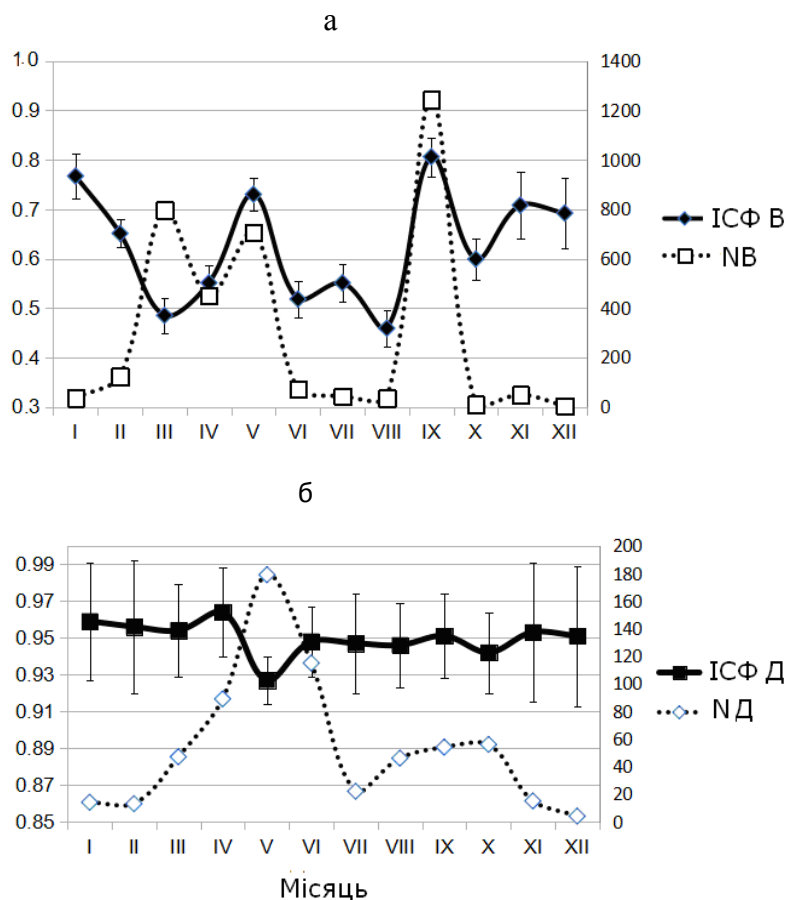 а
1.0 1400
0.9 1200
0.8 1000
0.7 800
0.6 600
0.5 400
0.4 200
0.3 0
I II III IV V VI VII VIII IX X XI XII
ІСФ В
NВ
б
0.99 200
0.97 180
0.95 160
0.93 140
0.91 120
0.89 100
0.87 80
0.85 60
40
20
0
I II III IV V VI VII VIII IX X XI XII
ІСФ Д
N Д
Місяць